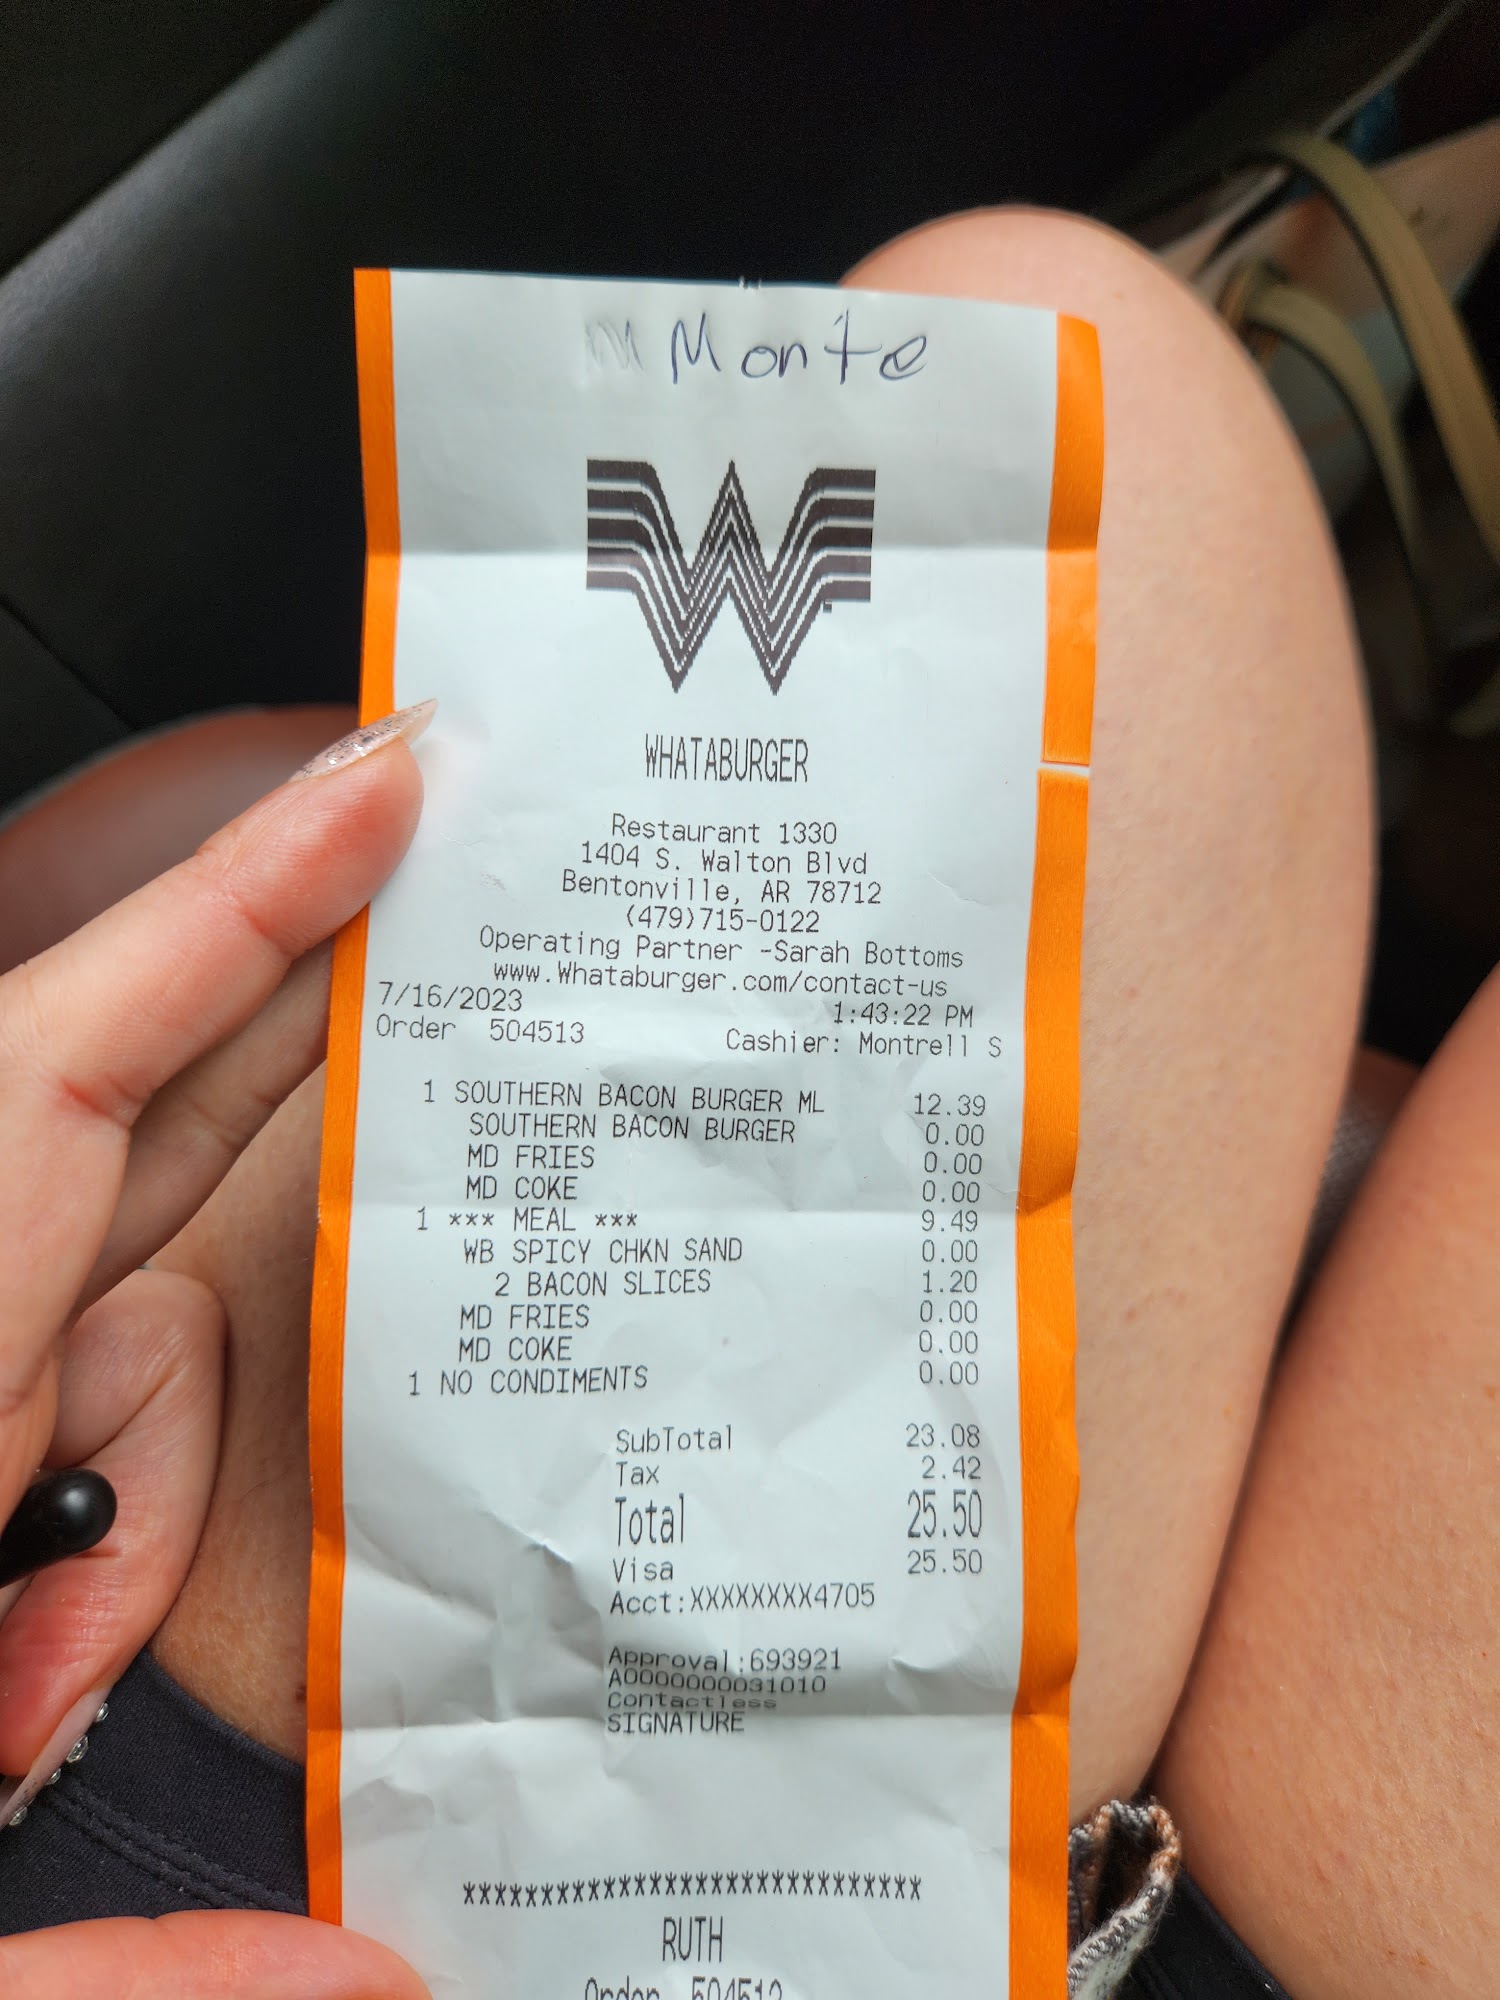 M Monte
WHATABURGER
Restaurant 1330
1404 S. Walton Blvd
Bentonville, AR 78712
(479)715-0122
Operating Partner -Sarah Bottoms
www.Whataburger.com/contact-us
7/16/2023 1:43:22 PM
Order 504513 Cashier: Montrell S
1 SOUTHERN BACON BURGER ML 12.39
SOUTHERN BACON BURGER 0.00
MD FRIES 0.00
MD COKE 0.00
1 *** MEAL *** 9.49
WB SPICY CHKN SAND 0.00
2 BACON SLICES 1.20
MD FRIES 0.00
MD COKE 0.00
1 NO CONDIMENTS 0.00
SubTotal 23.08
Tax 2.42
Total 25.50
Visa 25.50
Acct:XXXXXXXX4705
Approval:693921
A0000000031010
Contactless
SIGNATURE
*****************************
RUTH
Order 504513